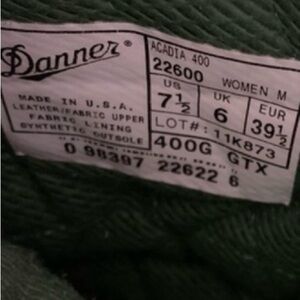 Danner®
ACADIA 400
22600 WOMEN M
US UK EUR
7½ 6 39½
LOT#: 11K873
400G GTX
MADE IN U.S.A.
LEATHER/FABRIC UPPER
FABRIC LINING
SYNTHETIC OUTSOLE
0 98397 22622 6